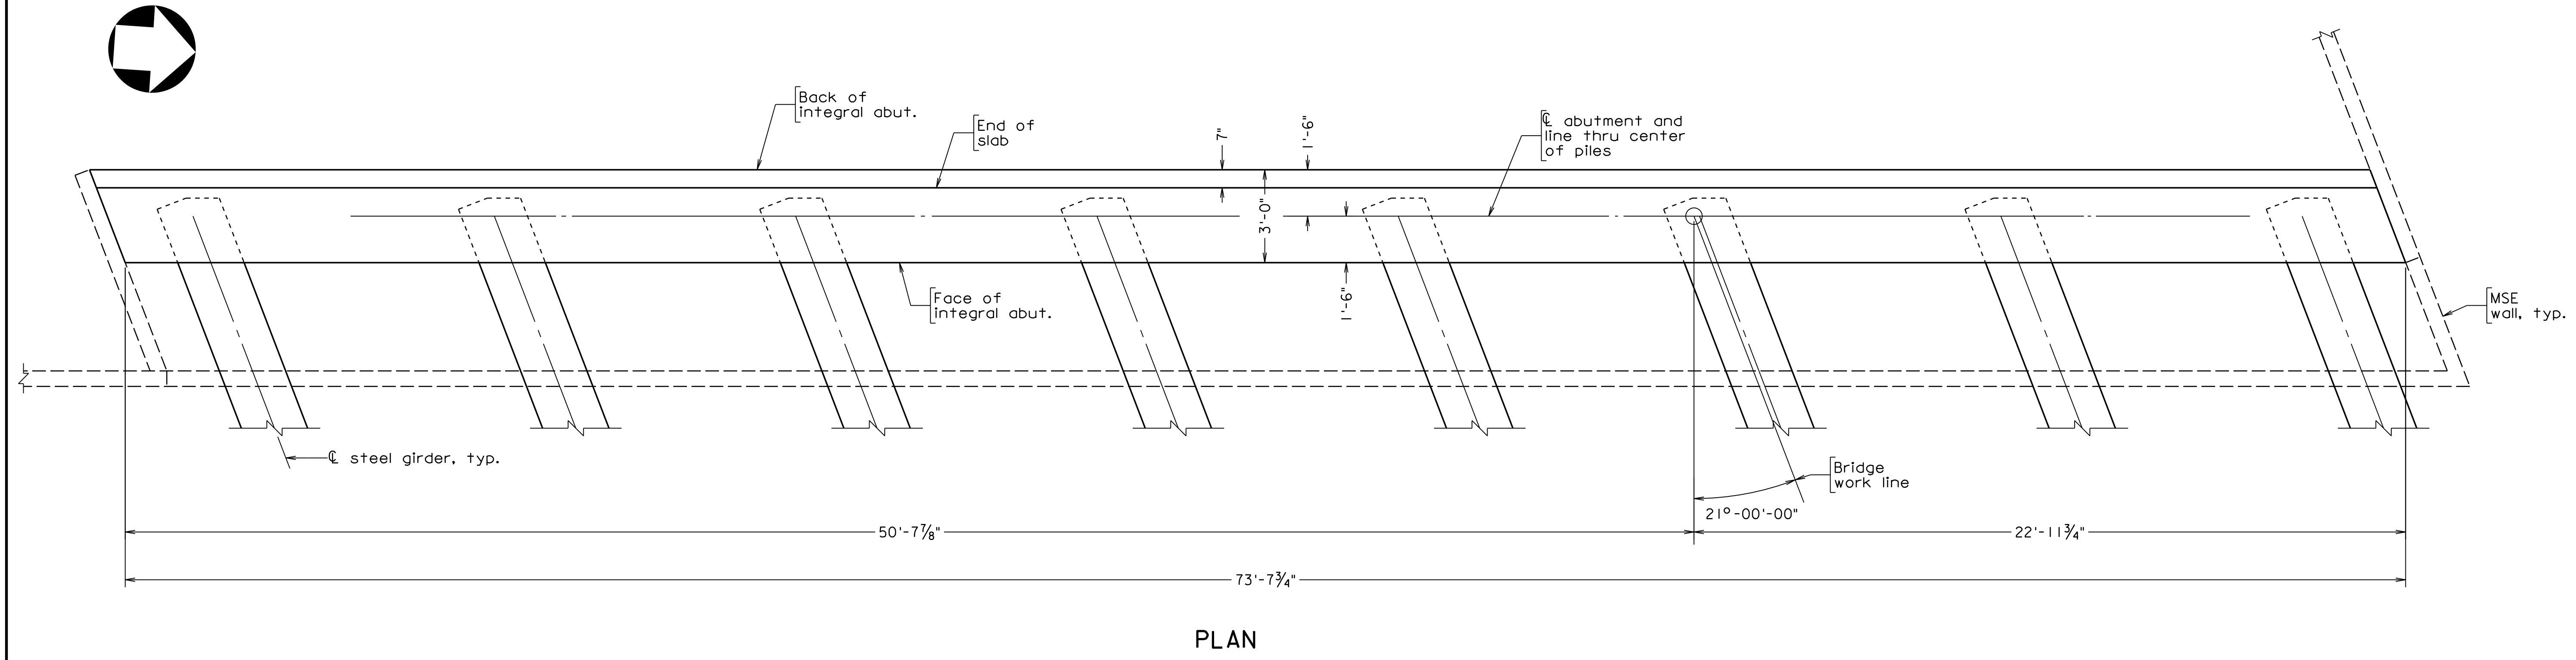 Back of
integral abut.
End of
slab
7"
1'-6"
℄ abutment and
line thru center
of piles
3'-0"
1'-6"
Face of
integral abut.
MSE
wall, typ.
℄ steel girder, typ.
Bridge
work line
21°-00'-00"
50'-7⅞"
22'-11¾"
73'-7¾"
PLAN